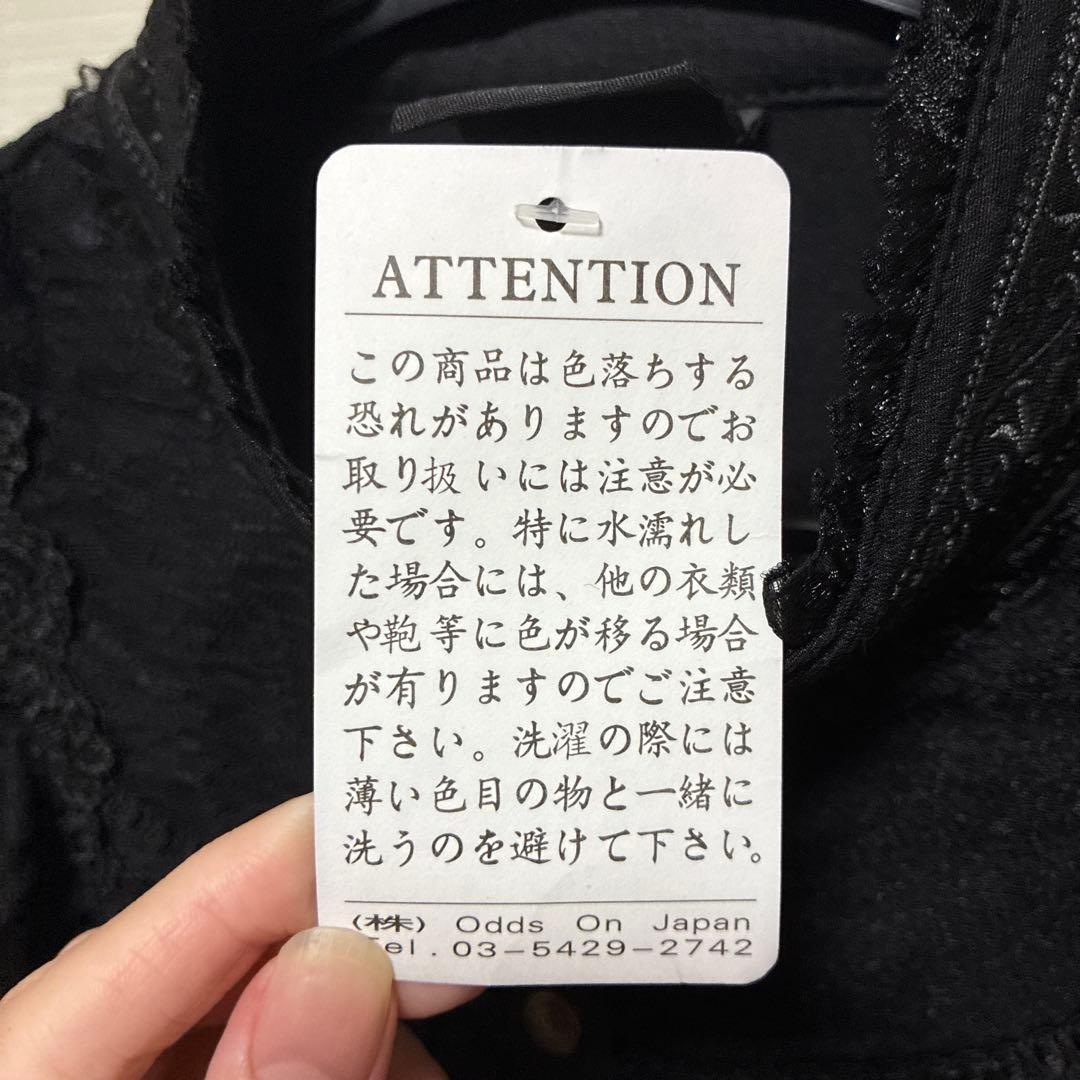 ATTENTION
この商品は色落ちする
恐れがありますのでお
取り扱いには注意が必
要です。特に水濡れし
た場合には、他の衣類
や鞄等に色が移る場合
が有りますのでご注意
下さい。洗濯の際には
薄い色目の物と一緒に
洗うのを避けて下さい。
(株) Odds On Japan
Tel. 03-5429-2742